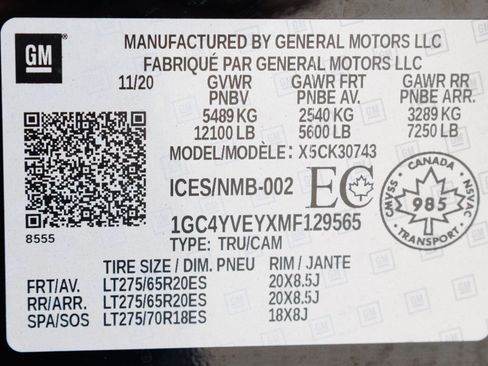 GM
MANUFACTURED BY GENERAL MOTORS LLC
FABRIQUÉ PAR GENERAL MOTORS LLC
11/20 GVWR GAWR FRT GAWR RR
PNBV PNBE AV. PNBE ARR.
5489 KG 2540 KG 3289 KG
12100 LB 5600 LB 7250 LB
MODEL/MODÈLE: X5CK30743
ICES/NMB-002 EC
CANADA
CMVSS 985 NSVAC
TRANSPORT
1GC4YVEYXMF129565
8555 TYPE: TRU/CAM
TIRE SIZE / DIM. PNEU RIM / JANTE
FRT/AV. LT275/65R20ES 20X8.5J
RR/ARR. LT275/65R20ES 20X8.5J
SPA/SOS LT275/70R18ES 18X8J